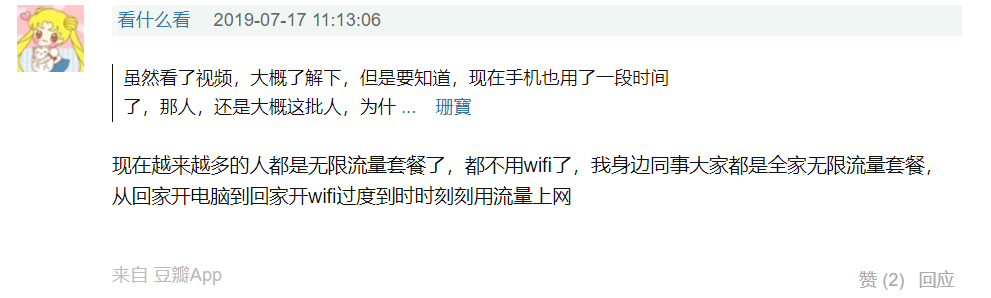 看什么看 2019-07-17 11:13:06
虽然看了视频，大概了解下，但是要知道，现在手机也用了一段时间
了，那人，还是大概这批人，为什 ... 珊寶
现在越来越多的人都是无限流量套餐了，都不用wifi了，我身边同事大家都是全家无限流量套餐，
从回家开电脑到回家开wifi过度到时时刻刻用流量上网
来自 豆瓣App
赞 (2) 回应